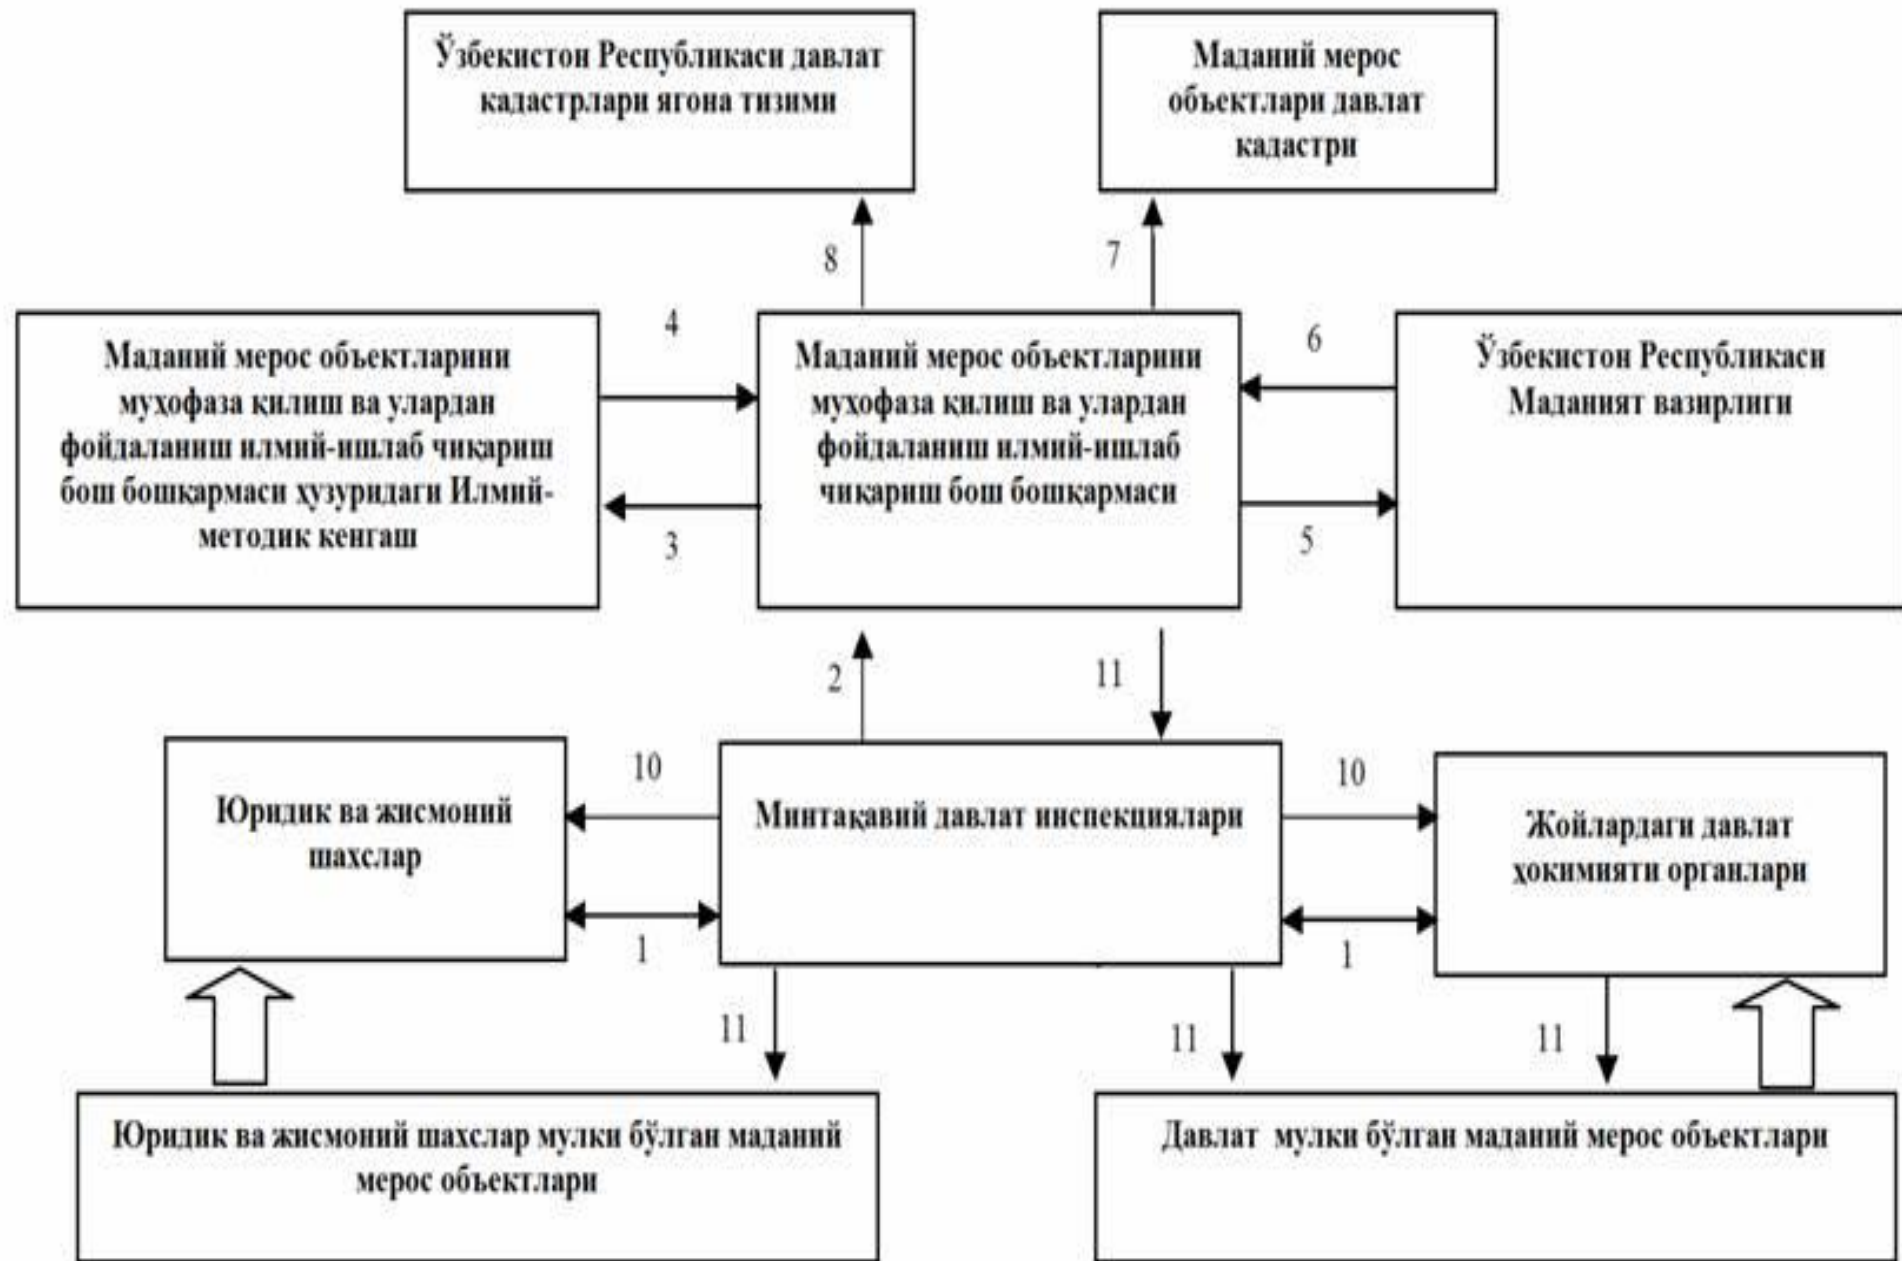 Ўзбекистон Республикаси давлат
кадастрлари ягона тизими
Маданий мерос
объектлари давлат
кадастри
8
7
Маданий мерос объектларини
муҳофаза қилиш ва улардан
фойдаланиш илмий-ишлаб чиқариш
бош бошқармаси ҳузуридаги Илмий-
методик кенгаш
4
3
Маданий мерос объектларини
муҳофаза қилиш ва улардан
фойдаланиш илмий-ишлаб
чиқариш бош бошқармаси
6
5
Ўзбекистон Республикаси
Маданият вазирлиги
2
11
Юридик ва жисмоний
шахслар
10
1
Минтақавий давлат инспекциялари
10
1
Жойлардаги давлат
ҳокимияти органлари
11
11
11
Юридик ва жисмоний шахслар мулки бўлган маданий
мерос объектлари
Давлат мулки бўлган маданий мерос объектлари